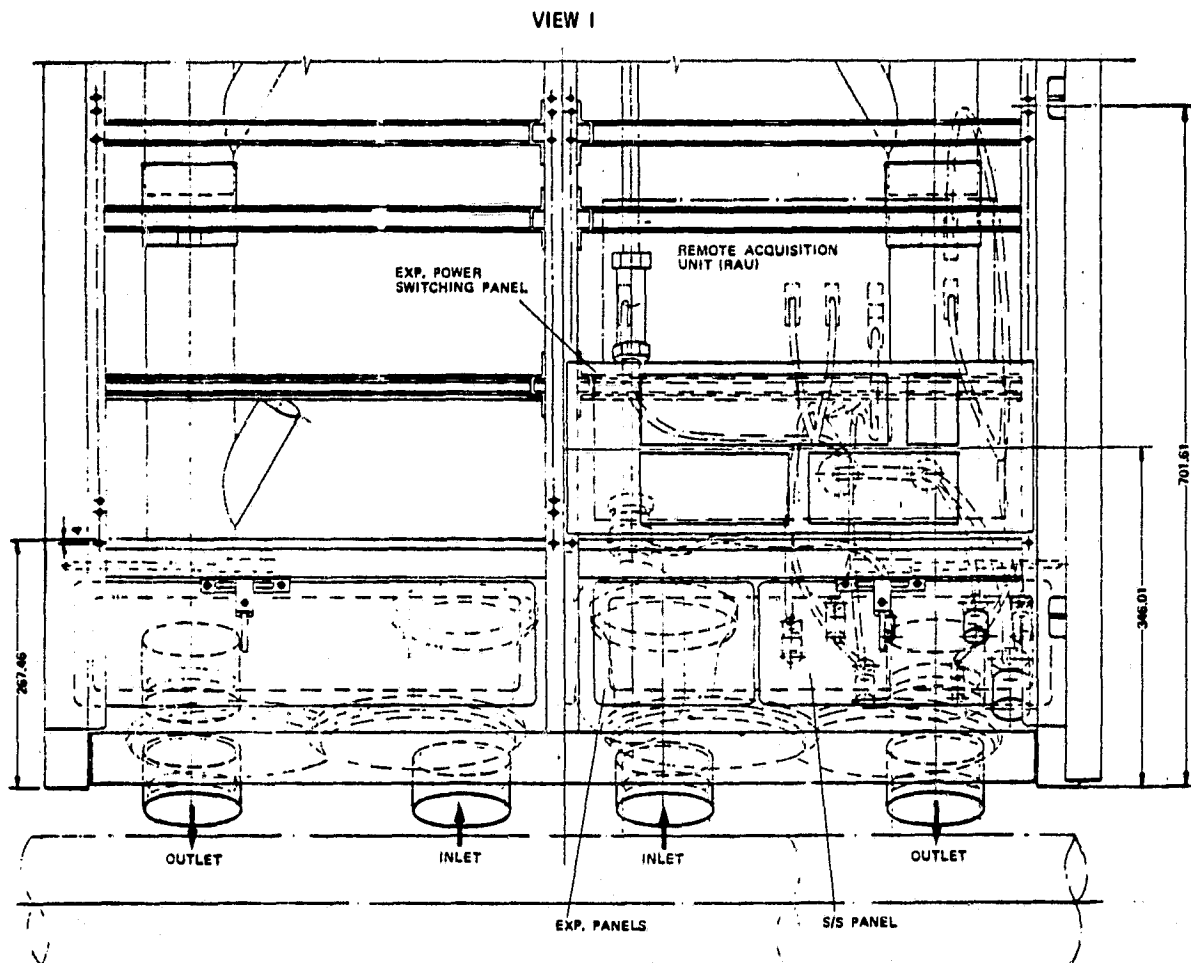 VIEW I
REMOTE ACQUISITION
UNIT (RAU)
EXP. POWER
SWITCHING PANEL
701.61
4
346.01
267.46
OUTLET
INLET
INLET
OUTLET
EXP. PANELS
S/S PANEL